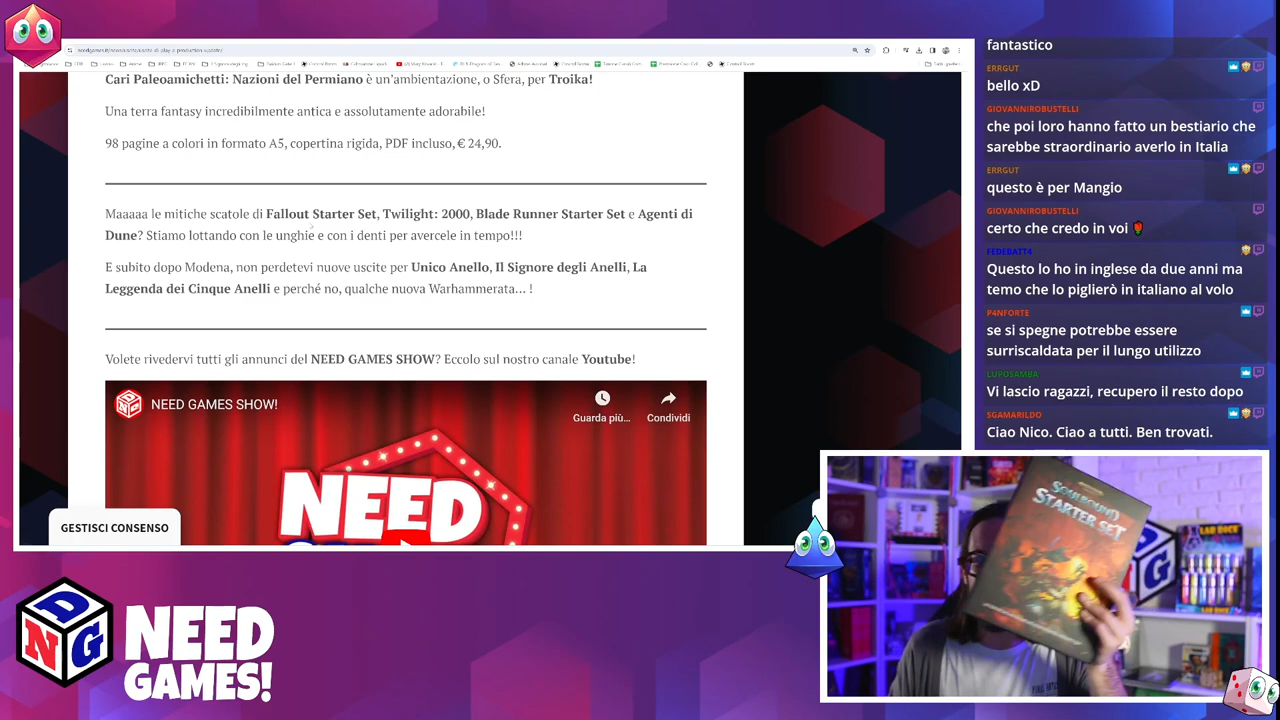 needgames.it/
Cari Paleoamichetti: Nazioni del Permiano è un'ambientazione, o Sfera, per Troika!
Una terra fantasy incredibilmente antica e assolutamente adorabile!
98 pagine a colori in formato A5, copertina rigida, PDF incluso, € 24,90.
Maaaaa le mitiche scatole di Fallout Starter Set, Twilight: 2000, Blade Runner Starter Set e Agenti di
Dune? Stiamo lottando con le unghie e con i denti per avercele in tempo!!!
E subito dopo Modena, non perdetevi nuove uscite per Unico Anello, Il Signore degli Anelli, La
Leggenda dei Cinque Anelli e perché no, qualche nuova Warhammerata… !
Volete rivedervi tutti gli annunci del NEED GAMES SHOW? Eccolo sul nostro canale Youtube!
DNG
NEED GAMES SHOW!
Guarda più...
Condividi
NEED
GESTISCI CONSENSO
DNG
NEED
GAMES!
fantastico
ERRGUT
bello xD
GIOVANNIROBUSTELLI
che poi loro hanno fatto un bestiario che
sarebbe straordinario averlo in Italia
ERRGUT
questo è per Mangio
GIOVANNIROBUSTELLI
certo che credo in voi
FEDEBATT4
Questo lo ho in inglese da due anni ma
temo che lo piglierò in italiano al volo
P4NFORTE
se si spegne potrebbe essere
surriscaldata per il lungo utilizzo
LUPOSAMBA
Vi lascio ragazzi, recupero il resto dopo
SGAMARILDO
Ciao Nico. Ciao a tutti. Ben trovati.
SOULBOUND
STARTER SET